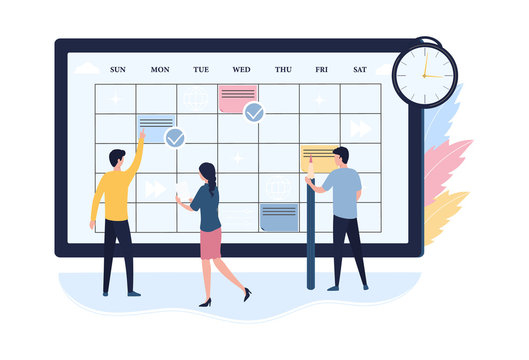 SUN MON TUE WED THU FRI SAT